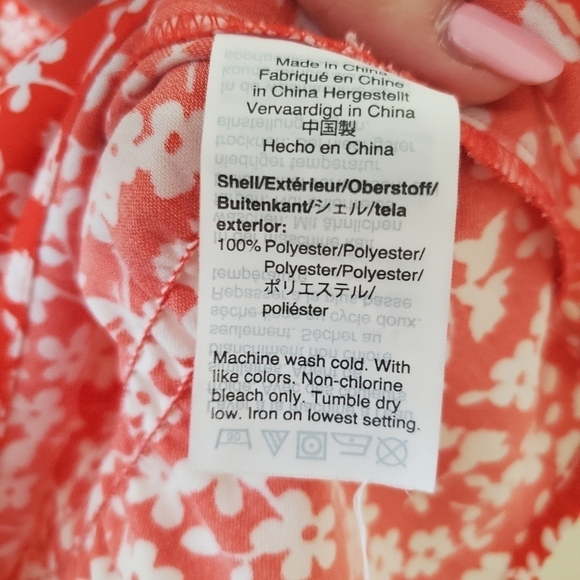 Made in China
Fabriqué en Chine
in China Hergestellt
Vervaardigd in China
中国製
Hecho en China
Shell/Extérieur/Oberstoff/
Buitenkant/シェル/tela
exterior:
100% Polyester/Polyester/
Polyester/Polyester/
ポリエステル/
poliéster
Machine wash cold. With
like colors. Non-chlorine
bleach only. Tumble dry
low. Iron on lowest setting.
30